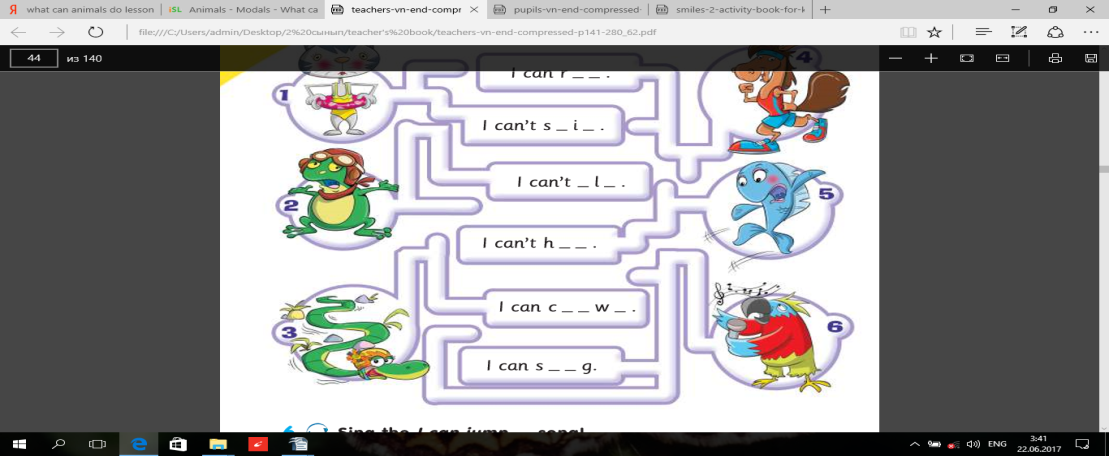 what can animals do lesson
iSL Animals - Modals - What ca
teachers-vn-end-compr
pupils-vn-end-compressed-
smiles-2-activity-book-for-k
file:///C:/Users/admin/Desktop/2%20сынып/teacher's%20book/teachers-vn-end-compressed-p141-280_62.pdf
44 из 140
I can r _ _ .
4
1
I can't s _ i _ .
I can't _ l _ .
2
5
I can't h _ _ .
I can c _ _ w _ .
3
6
I can s _ _ g.
6 Sing the I can jump song!
ENG
3:41
22.06.2017